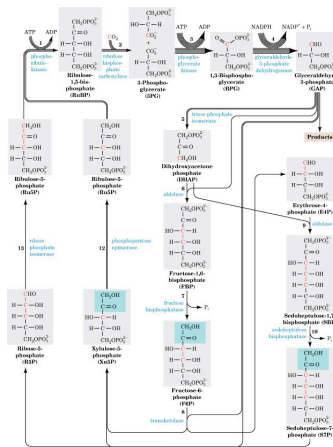 ATP ADP
CO₂
ATP ADP
NADPH NADP⁺ + Pᵢ
1
phospho-
ribulo-
kinase
2
ribulose
bisphos-
phate
carboxylase
3
phospho-
glycerate
kinase
4
glyceraldehyde-
3-phosphate
dehydrogenase
Ribulose-
1,5-bis-
phosphate
(RuBP)
3-Phospho-
glycerate
(3PG)
1,3-Bisphospho-
glycerate
(BPG)
Glyceraldehyde-
3-phosphate
(GAP)
Products
5
triose phosphate
isomerase
Dihydroxyacetone
phosphate
(DHAP)
6
aldolase
Ribulose-5-
phosphate
(Ru5P)
Ribulose-5-
phosphate
(Ru5P)
Erythrose-4-
phosphate (E4P)
9
aldolase
13
ribose
phosphate
isomerase
12
phosphopentose
epimerase
Fructose-1,6-
bisphosphate
(FBP)
7
fructose
bisphosphatase
Pᵢ
Sedoheptulose-1,7-
bisphosphate (SBP)
10
sedoheptulose
bisphosphatase
Pᵢ
Ribose-5-
phosphate
(R5P)
Xylulose-5-
phosphate
(Xu5P)
Fructose-6-
phosphate
(F6P)
8
transketolase
Sedoheptulose-7-
phosphate
(S7P)